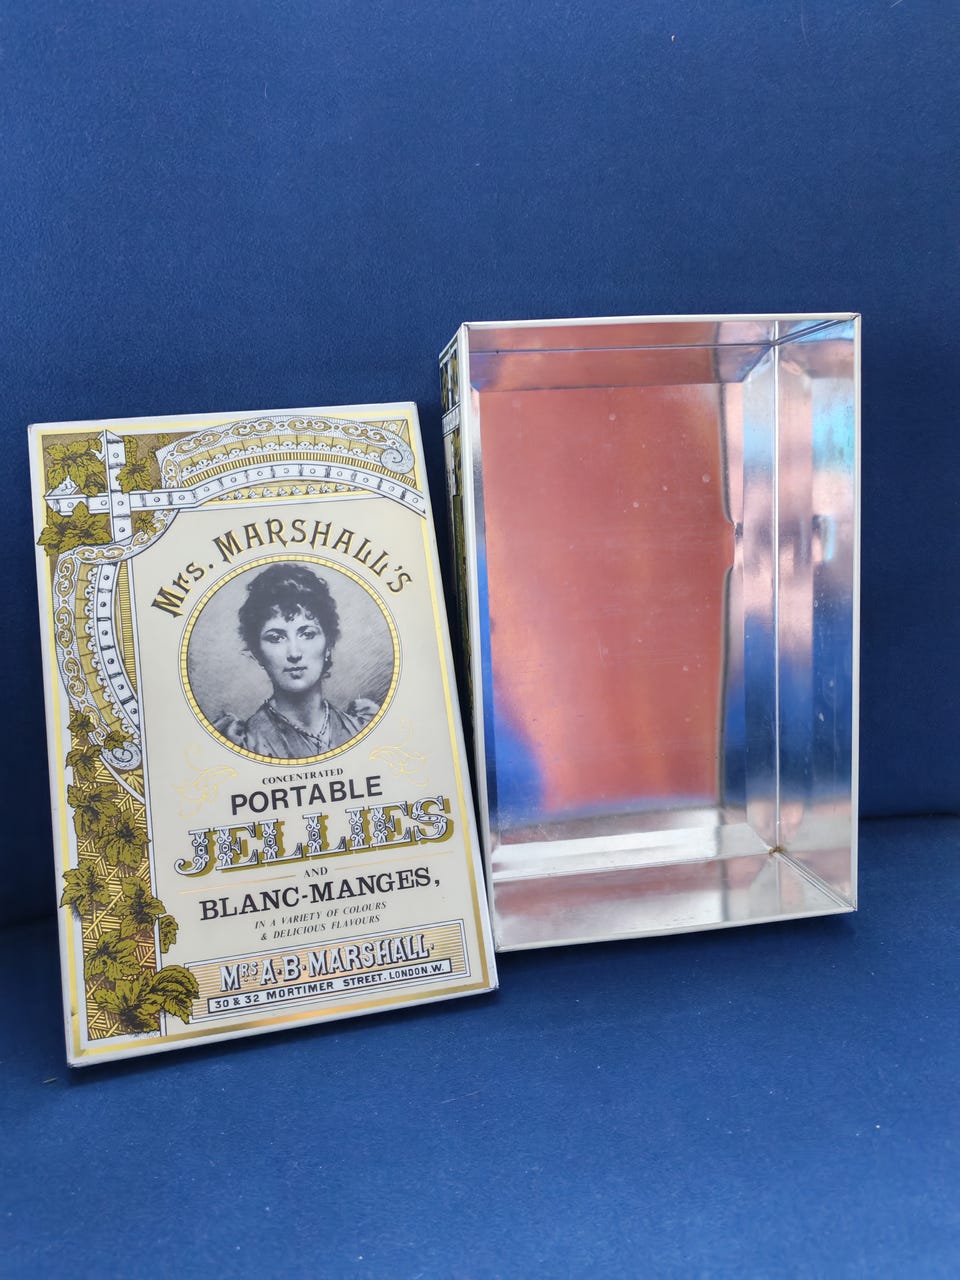 Mrs. MARSHALL'S
CONCENTRATED
PORTABLE
JELLIES
AND
BLANC-MANGES,
IN A VARIETY OF COLOURS
& DELICIOUS FLAVOURS
MRS A·B·MARSHALL.
30 & 32 MORTIMER STREET. LONDON.W.